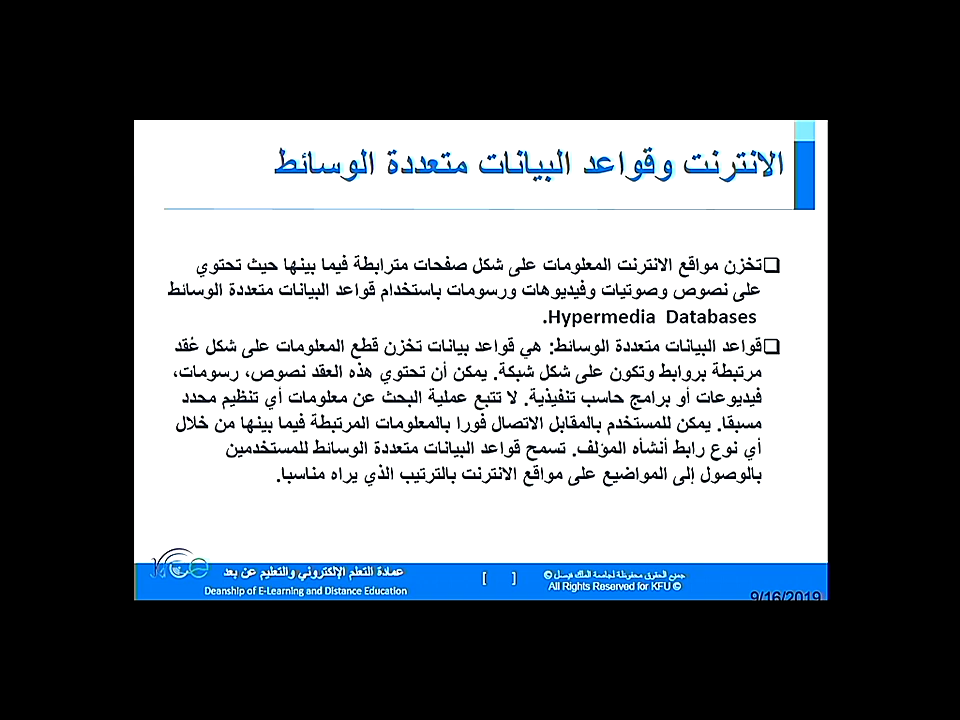 الانترنت وقواعد البيانات متعددة الوسائط
❑تخزن مواقع الانترنت المعلومات على شكل صفحات مترابطة فيما بينها حيث تحتوي
على نصوص وصوتيات وفيديوهات ورسومات باستخدام قواعد البيانات متعددة الوسائط
Hypermedia Databases.
❑قواعد البيانات متعددة الوسائط: هي قواعد بيانات تخزن قطع المعلومات على شكل عُقد
مرتبطة بروابط وتكون على شكل شبكة. يمكن أن تحتوي هذه العقد نصوص، رسومات،
فيديوعات أو برامج حاسب تنفيذية. لا تتبع عملية البحث عن معلومات أي تنظيم محدد
مسبقا. يمكن للمستخدم بالمقابل الاتصال فورا بالمعلومات المرتبطة فيما بينها من خلال
أي نوع رابط أنشأه المؤلف. تسمح قواعد البيانات متعددة الوسائط للمستخدمين
بالوصول إلى المواضيع على مواقع الانترنت بالترتيب الذي يراه مناسبا.
جميع الحقوق محفوظة لجامعة الملك فيصل ©
All Rights Reserved for KFU ©
[ ]
عمادة التعلم الإلكتروني والتعليم عن بعد
Deanship of E-Learning and Distance Education
9/16/2019